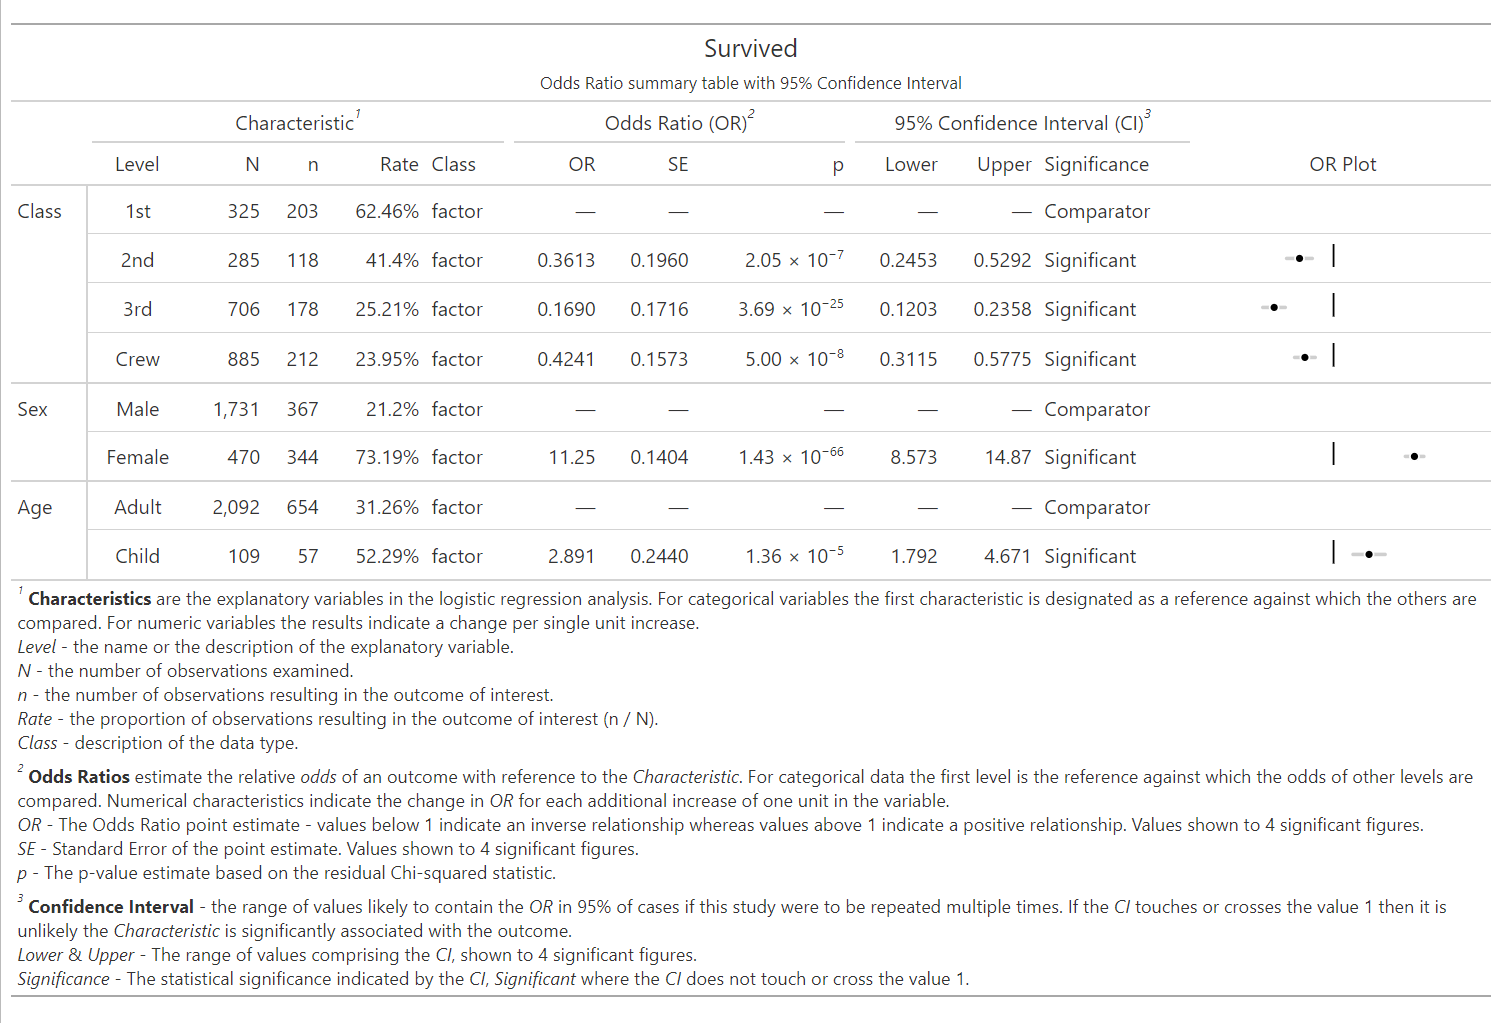 Survived
Odds Ratio summary table with 95% Confidence Interval
Characteristic¹ Odds Ratio (OR)² 95% Confidence Interval (CI)³
Level N n Rate Class OR SE p Lower Upper Significance OR Plot
Class 1st 325 203 62.46% factor — — — — — Comparator
2nd 285 118 41.4% factor 0.3613 0.1960 2.05 × 10⁻⁷ 0.2453 0.5292 Significant
3rd 706 178 25.21% factor 0.1690 0.1716 3.69 × 10⁻²⁵ 0.1203 0.2358 Significant
Crew 885 212 23.95% factor 0.4241 0.1573 5.00 × 10⁻⁸ 0.3115 0.5775 Significant
Sex Male 1,731 367 21.2% factor — — — — — Comparator
Female 470 344 73.19% factor 11.25 0.1404 1.43 × 10⁻⁶⁶ 8.573 14.87 Significant
Age Adult 2,092 654 31.26% factor — — — — — Comparator
Child 109 57 52.29% factor 2.891 0.2440 1.36 × 10⁻⁵ 1.792 4.671 Significant
¹ Characteristics are the explanatory variables in the logistic regression analysis. For categorical variables the first characteristic is designated as a reference against which the others are
compared. For numeric variables the results indicate a change per single unit increase.
Level - the name or the description of the explanatory variable.
N - the number of observations examined.
n - the number of observations resulting in the outcome of interest.
Rate - the proportion of observations resulting in the outcome of interest (n / N).
Class - description of the data type.
² Odds Ratios estimate the relative odds of an outcome with reference to the Characteristic. For categorical data the first level is the reference against which the odds of other levels are
compared. Numerical characteristics indicate the change in OR for each additional increase of one unit in the variable.
OR - The Odds Ratio point estimate - values below 1 indicate an inverse relationship whereas values above 1 indicate a positive relationship. Values shown to 4 significant figures.
SE - Standard Error of the point estimate. Values shown to 4 significant figures.
p - The p-value estimate based on the residual Chi-squared statistic.
³ Confidence Interval - the range of values likely to contain the OR in 95% of cases if this study were to be repeated multiple times. If the CI touches or crosses the value 1 then it is
unlikely the Characteristic is significantly associated with the outcome.
Lower & Upper - The range of values comprising the CI, shown to 4 significant figures.
Significance - The statistical significance indicated by the CI, Significant where the CI does not touch or cross the value 1.